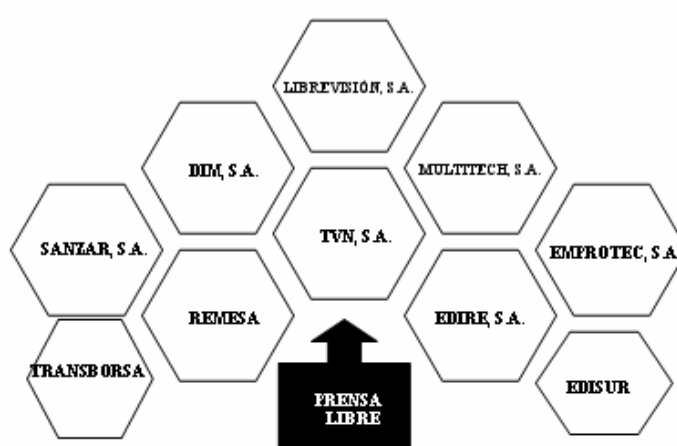 LIBREVISIÓN, S.A.
DIM, S.A.
MULTITECH, S.A.
SANZAR, S.A.
TVN, S.A.
EMPROTEC, S.A
REMESA
EDIRE, S.A.
TRANSBORSA
EDISUR
PRENSA
LIBRE